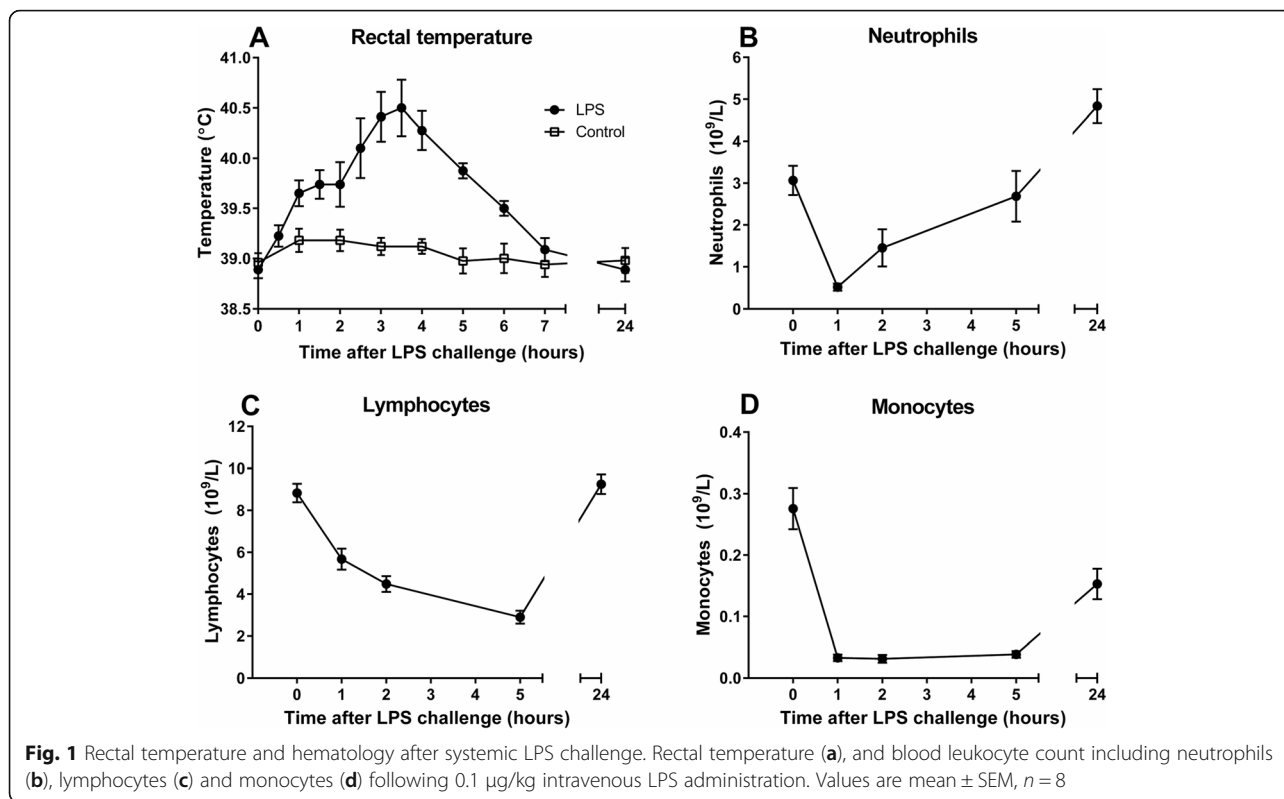 A
Rectal temperature
Temperature (°C)
41.0
40.5
40.0
39.5
39.0
38.5
LPS
Control
0 1 2 3 4 5 6 7 24
Time after LPS challenge (hours)
B
Neutrophils
Neutrophils (10⁹/L)
6
5
4
3
2
1
0
0 1 2 3 4 5 24
Time after LPS challenge (hours)
C
Lymphocytes
Lymphocytes (10⁹/L)
12
10
8
6
4
2
0
0 1 2 3 4 5 24
Time after LPS challenge (hours)
D
Monocytes
Monocytes (10⁹/L)
0.4
0.3
0.2
0.1
0.0
0 1 2 3 4 5 24
Time after LPS challenge (hours)
Fig. 1 Rectal temperature and hematology after systemic LPS challenge. Rectal temperature (a), and blood leukocyte count including neutrophils
(b), lymphocytes (c) and monocytes (d) following 0.1 μg/kg intravenous LPS administration. Values are mean ± SEM, n = 8